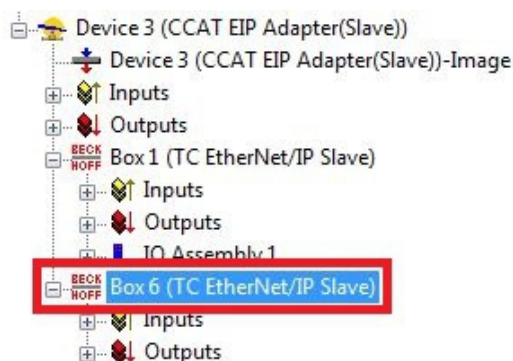 Device 3 (CCAT EIP Adapter(Slave))
Device 3 (CCAT EIP Adapter(Slave))-Image
Inputs
Outputs
BECK
HOFF
Box 1 (TC EtherNet/IP Slave)
Inputs
Outputs
IO Assembly 1
BECK
HOFF
Box 6 (TC EtherNet/IP Slave)
Inputs
Outputs